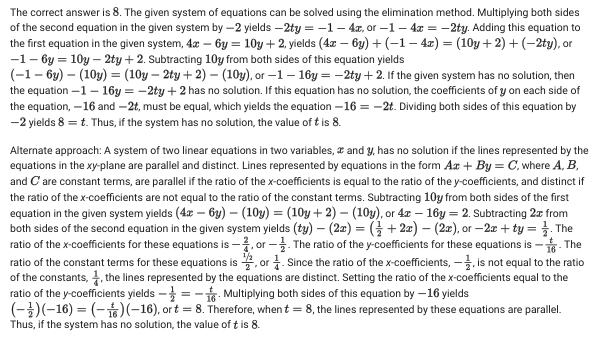 The correct answer is 8. The given system of equations can be solved using the elimination method. Multiplying both sides
of the second equation in the given system by −2 yields −2ty = −1 − 4x, or −1 − 4x = −2ty. Adding this equation to
the first equation in the given system, 4x − 6y = 10y + 2, yields (4x − 6y) + (−1 − 4x) = (10y + 2) + (−2ty), or
−1 − 6y = 10y − 2ty + 2. Subtracting 10y from both sides of this equation yields
(−1 − 6y) − (10y) = (10y − 2ty + 2) − (10y), or −1 − 16y = −2ty + 2. If the given system has no solution, then
the equation −1 − 16y = −2ty + 2 has no solution. If this equation has no solution, the coefficients of y on each side of
the equation, −16 and −2t, must be equal, which yields the equation −16 = −2t. Dividing both sides of this equation by
−2 yields 8 = t. Thus, if the system has no solution, the value of t is 8.
Alternate approach: A system of two linear equations in two variables, x and y, has no solution if the lines represented by the
equations in the xy-plane are parallel and distinct. Lines represented by equations in the form Ax + By = C, where A, B,
and C are constant terms, are parallel if the ratio of the x-coefficients is equal to the ratio of the y-coefficients, and distinct if
the ratio of the x-coefficients are not equal to the ratio of the constant terms. Subtracting 10y from both sides of the first
equation in the given system yields (4x − 6y) − (10y) = (10y + 2) − (10y), or 4x − 16y = 2. Subtracting 2x from
both sides of the second equation in the given system yields (ty) − (2x) = (1/2 + 2x) − (2x), or −2x + ty = 1/2. The
ratio of the x-coefficients for these equations is −2/4, or −1/2. The ratio of the y-coefficients for these equations is −t/16. The
ratio of the constant terms for these equations is (1/2)/2, or 1/4. Since the ratio of the x-coefficients, −1/2, is not equal to the ratio
of the constants, 1/4, the lines represented by the equations are distinct. Setting the ratio of the x-coefficients equal to the
ratio of the y-coefficients yields −1/2 = −t/16. Multiplying both sides of this equation by −16 yields
(−1/2)(−16) = (−t/16)(−16), or t = 8. Therefore, when t = 8, the lines represented by these equations are parallel.
Thus, if the system has no solution, the value of t is 8.